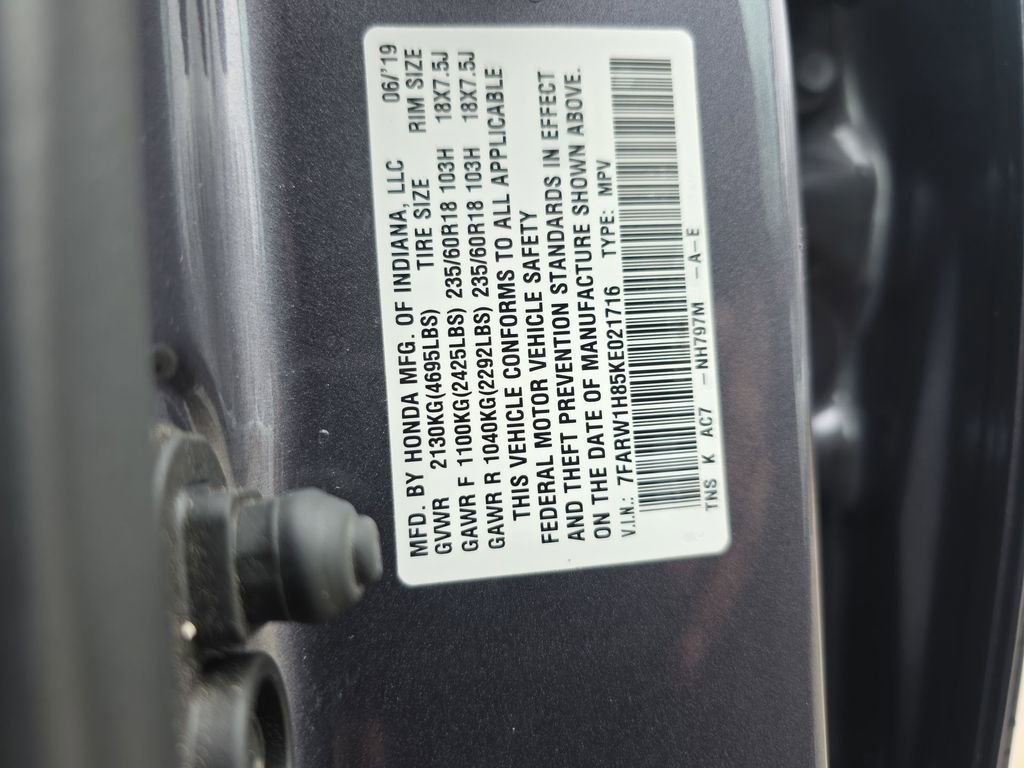 MFD. BY HONDA MFG. OF INDIANA, LLC 06/'19
GVWR 2130KG(4695LBS) TIRE SIZE RIM SIZE
GAWR F 1100KG(2425LBS) 235/60R18 103H 18X7.5J
GAWR R 1040KG(2292LBS) 235/60R18 103H 18X7.5J
THIS VEHICLE CONFORMS TO ALL APPLICABLE
FEDERAL MOTOR VEHICLE SAFETY
AND THEFT PREVENTION STANDARDS IN EFFECT
ON THE DATE OF MANUFACTURE SHOWN ABOVE.
V.I.N.: 7FARW1H85KE021716 TYPE: MPV
TNS K AC7 -NH797M -A-E